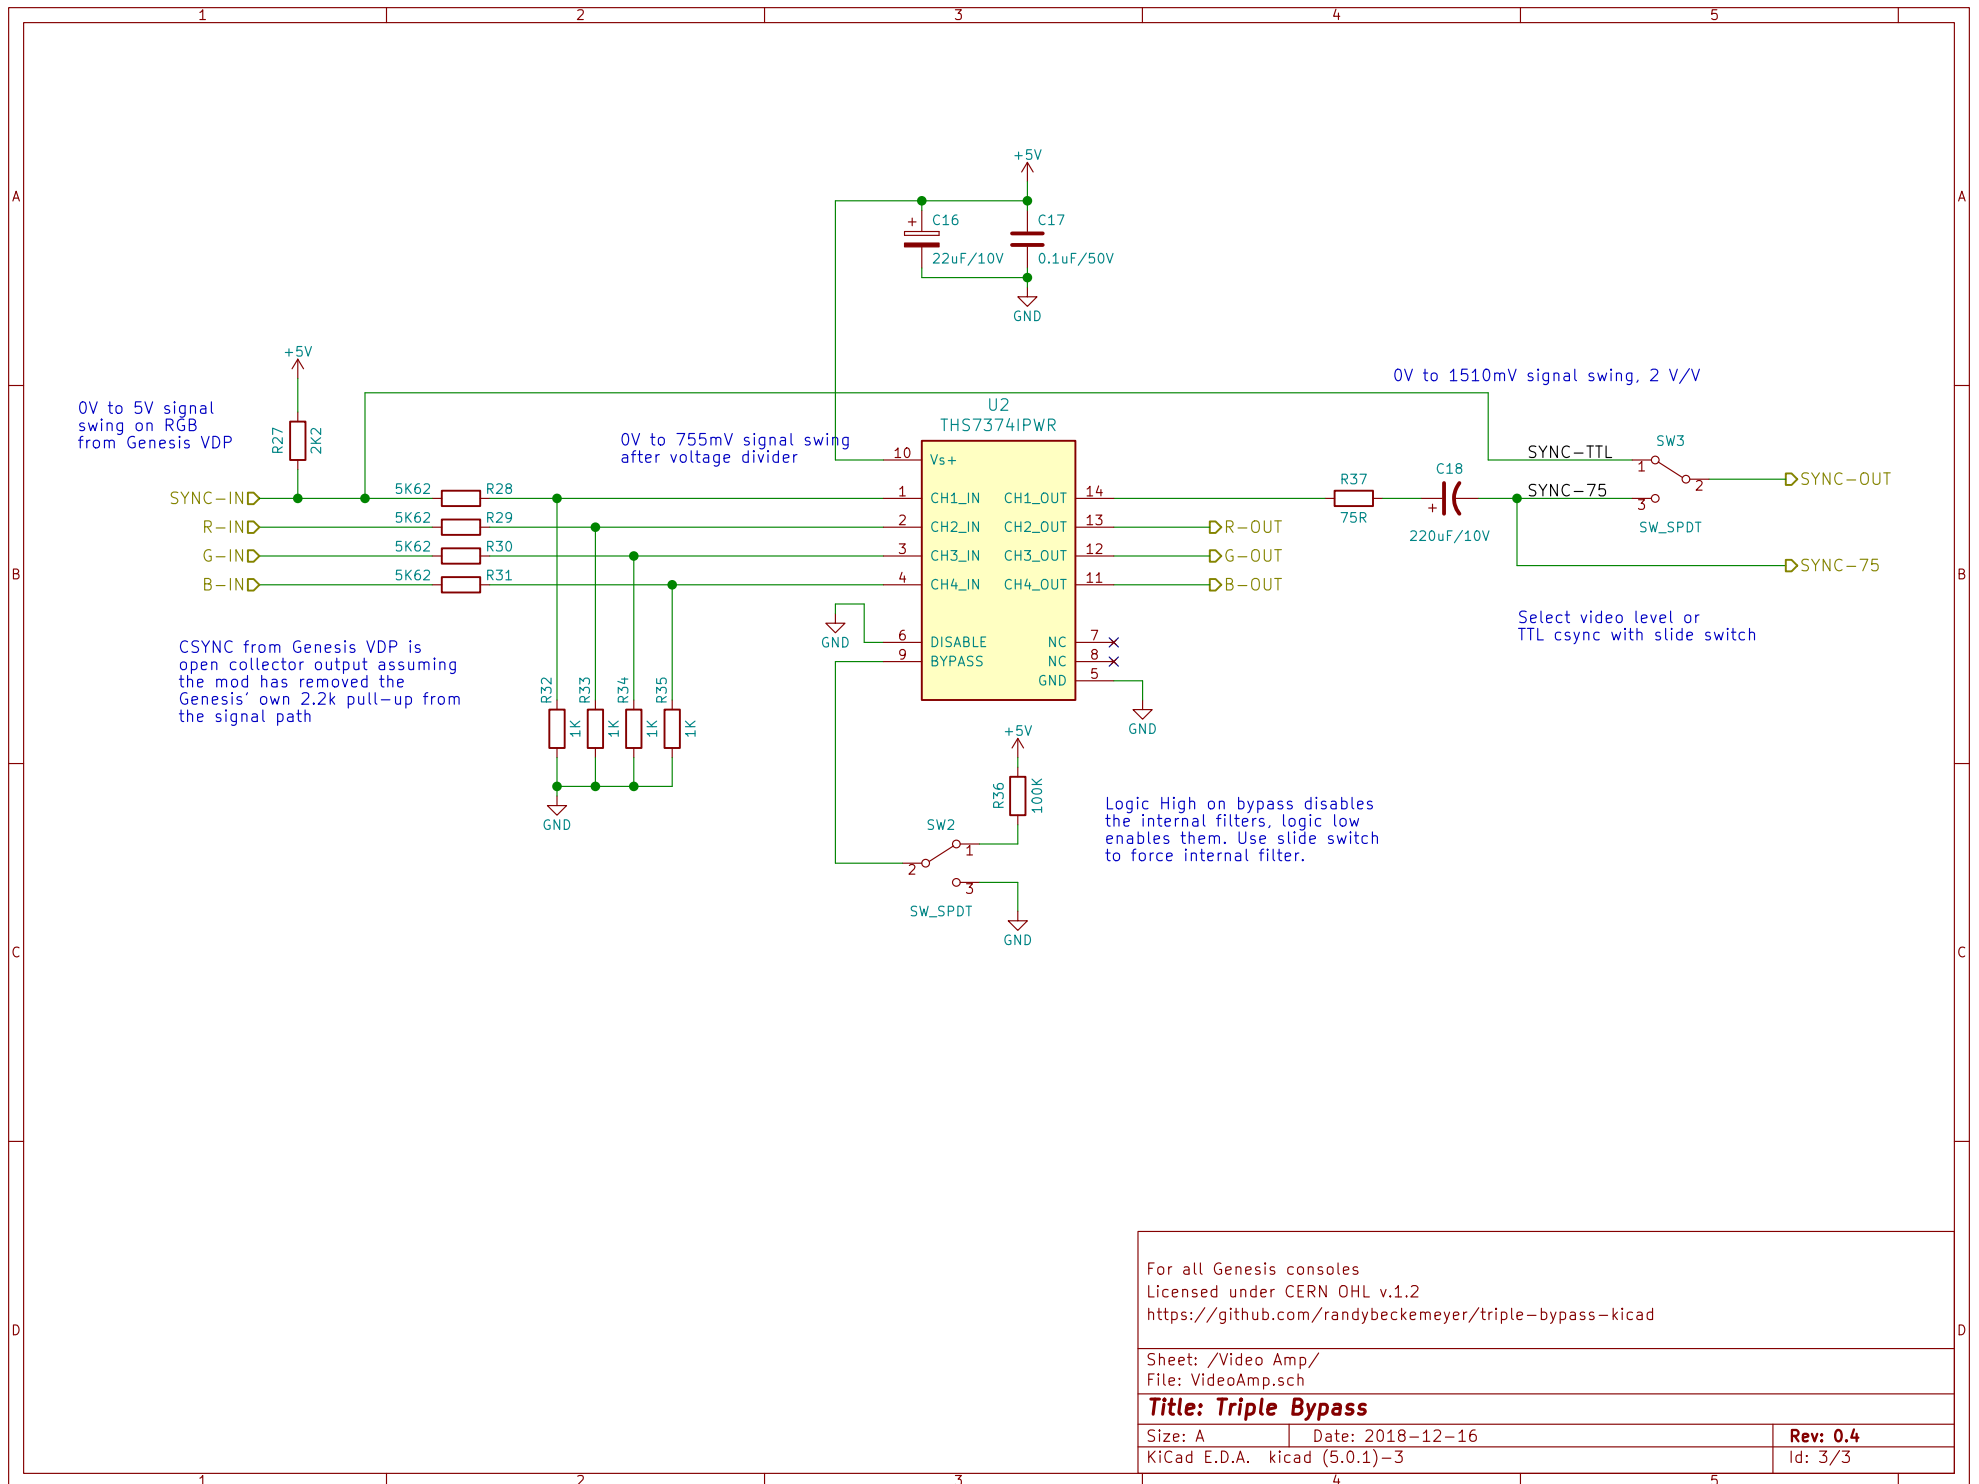 1 2 3 4 5
A A
B B
C C
D D
1 2 3 4 5
+5V
+ C16
22uF/10V
C17
0.1uF/50V
GND
+5V
R27
2K2
0V to 5V signal
swing on RGB
from Genesis VDP
0V to 755mV signal swing
after voltage divider
0V to 1510mV signal swing, 2 V/V
SYNC-IN
R-IN
G-IN
B-IN
5K62 R28
5K62 R29
5K62 R30
5K62 R31
U2
THS7374IPWR
10 Vs+
1 CH1_IN CH1_OUT 14
2 CH2_IN CH2_OUT 13
3 CH3_IN CH3_OUT 12
4 CH4_IN CH4_OUT 11
6 DISABLE NC 7
9 BYPASS NC 8
GND 5
GND
GND
R-OUT
G-OUT
B-OUT
R37
75R
C18
+
220uF/10V
SYNC-TTL
SYNC-75
SW3
1
2
3
SW_SPDT
SYNC-OUT
SYNC-75
Select video level or
TTL csync with slide switch
CSYNC from Genesis VDP is
open collector output assuming
the mod has removed the
Genesis' own 2.2k pull-up from
the signal path
R32 1K
R33 1K
R34 1K
R35 1K
GND
+5V
R36
100K
SW2
1
2
3
SW_SPDT
GND
Logic High on bypass disables
the internal filters, logic low
enables them. Use slide switch
to force internal filter.
For all Genesis consoles
Licensed under CERN OHL v.1.2
https://github.com/randybeckemeyer/triple-bypass-kicad
Sheet: /Video Amp/
File: VideoAmp.sch
Title: Triple Bypass
Size: A Date: 2018-12-16 Rev: 0.4
KiCad E.D.A. kicad (5.0.1)-3 Id: 3/3